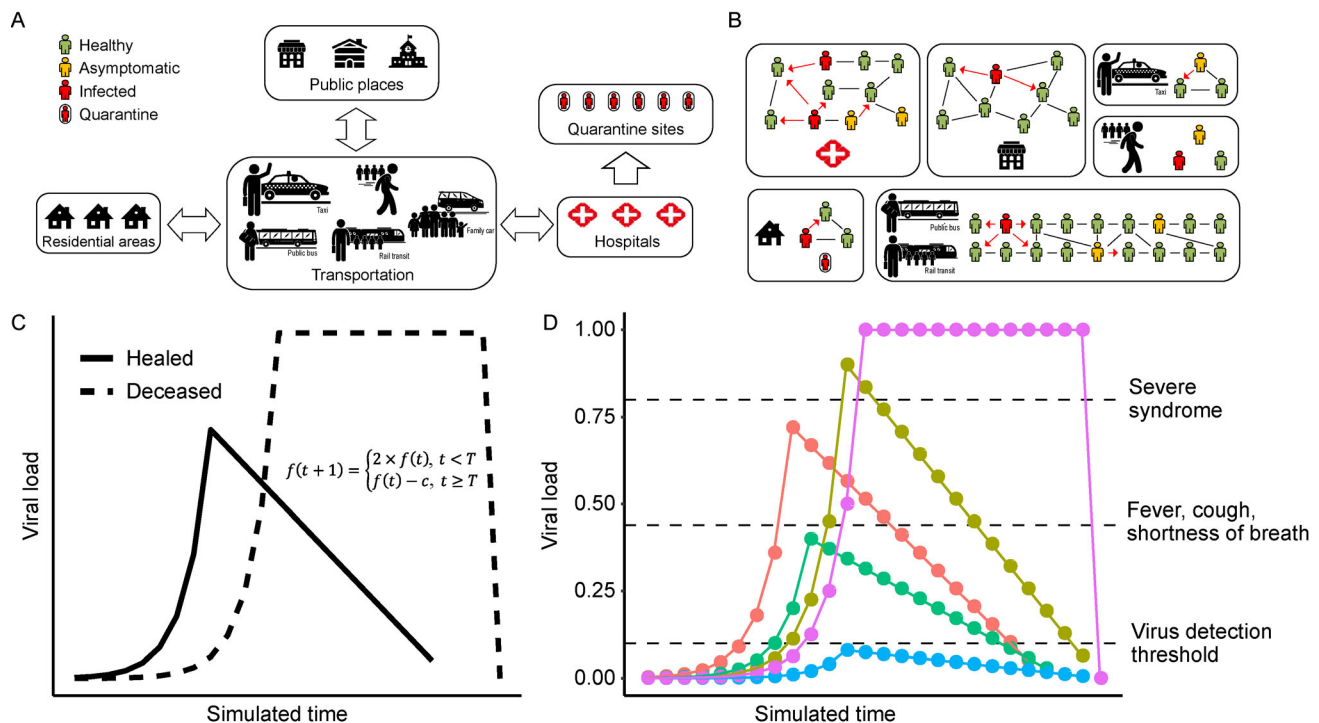 A
Healthy
Asymptomatic
Infected
Quarantine
Public places
Quarantine sites
Residential areas
Taxi
Family car
Public bus
Rail transit
Transportation
Hospitals
B
Taxi
Public bus
Rail transit
C
Healed
Deceased
f(t + 1) = {2 × f(t), t < T
f(t) − c, t ≥ T
Viral load
Simulated time
D
1.00
0.75
0.50
0.25
0.00
Viral load
Severe
syndrome
Fever, cough,
shortness of breath
Virus detection
threshold
Simulated time